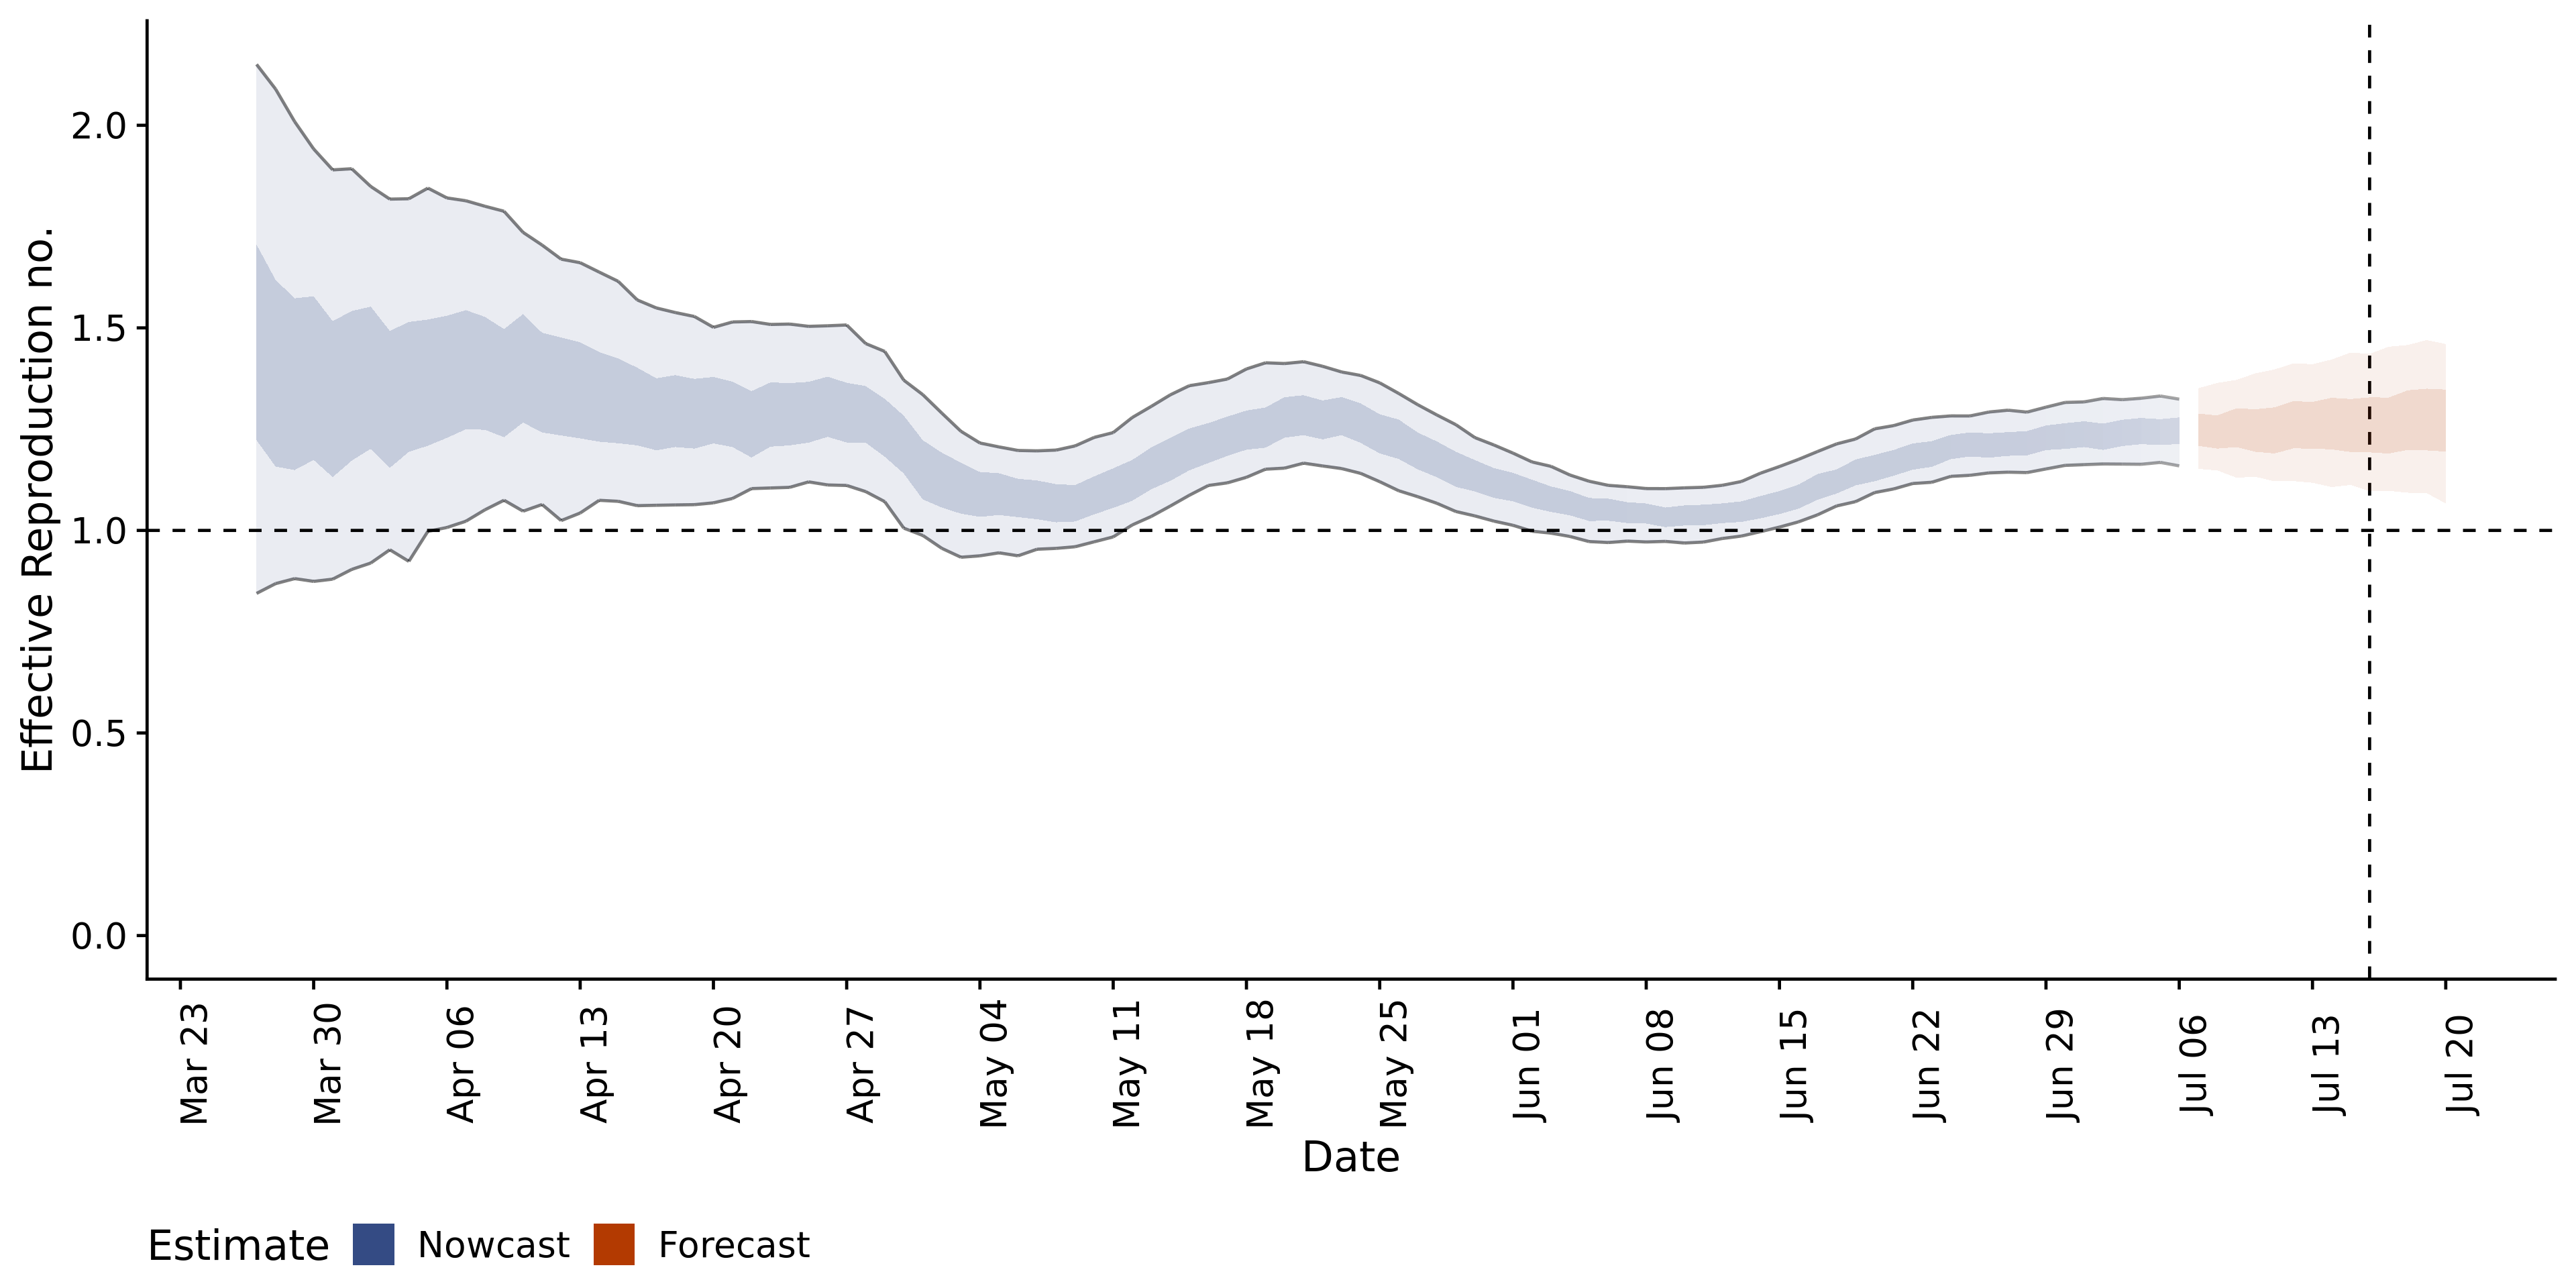 Effective Reproduction no.
2.0
1.5
1.0
0.5
0.0
Mar 23
Mar 30
Apr 06
Apr 13
Apr 20
Apr 27
May 04
May 11
May 18
May 25
Jun 01
Jun 08
Jun 15
Jun 22
Jun 29
Jul 06
Jul 13
Jul 20
Date
Estimate Nowcast Forecast